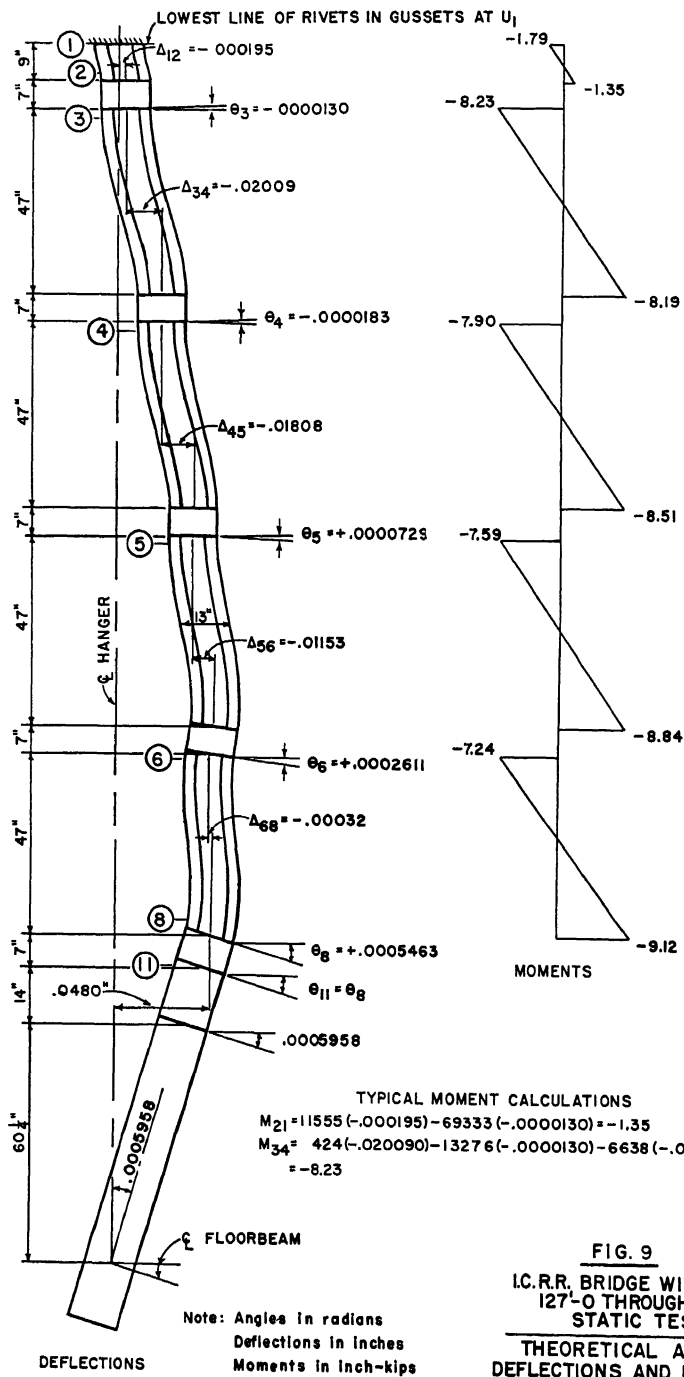 LOWEST LINE OF RIVETS IN GUSSETS AT U1
1
Δ12 = -.000195
-1.79
9"
2
-1.35
7"
θ3 = -.0000130
-8.23
3
Δ34 = -.02009
47"
-8.19
7"
θ4 = -.0000183
-7.90
4
47"
Δ45 = -.01808
-8.51
7"
θ5 = +.0000729
-7.59
5
13"
47"
Δ56 = -.01153
℄ HANGER
-8.84
7"
-7.24
6
θ6 = +.0002611
47"
Δ68 = -.00032
8
-9.12
7"
θ8 = +.0005463
MOMENTS
11
θ11 = θ8
14"
.0480"
.0005958
TYPICAL MOMENT CALCULATIONS
M21 = 11555 (-.000195) - 69333 (-.0000130) = -1.35
M34 = 424 (-.020090) - 13276 (-.0000130) - 6638 (-.0
= -8.23
60 1/4"
.0005958
℄ FLOORBEAM
FIG. 9
I.C.R.R. BRIDGE WI
127'-0 THROUGH
STATIC TES
THEORETICAL A
DEFLECTIONS AND
Note: Angles in radians
Deflections in inches
Moments in Inch-kips
DEFLECTIONS